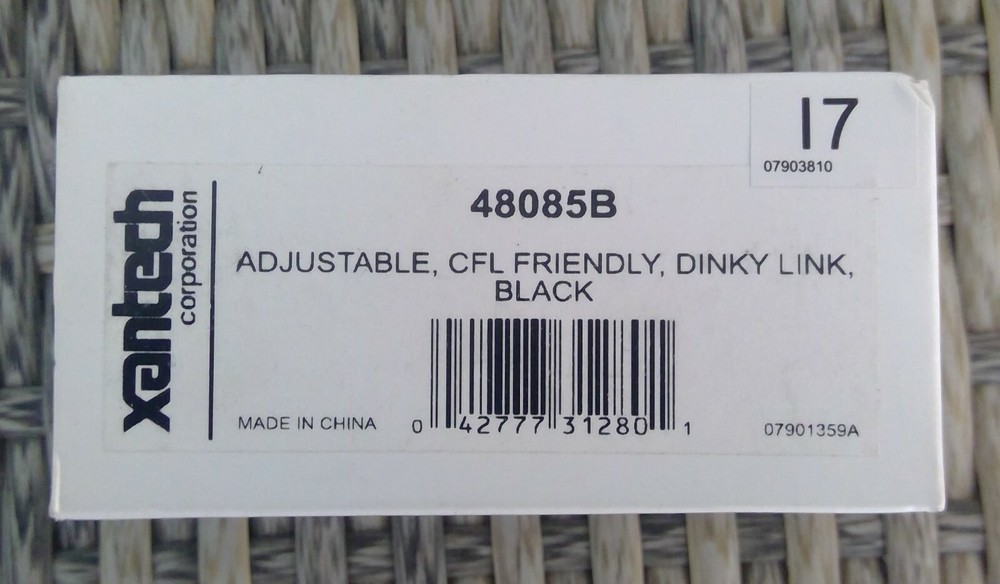 I7
07903810
xantech
corporation
48085B
ADJUSTABLE, CFL FRIENDLY, DINKY LINK,
BLACK
MADE IN CHINA
0 42777 31280 1
07901359A